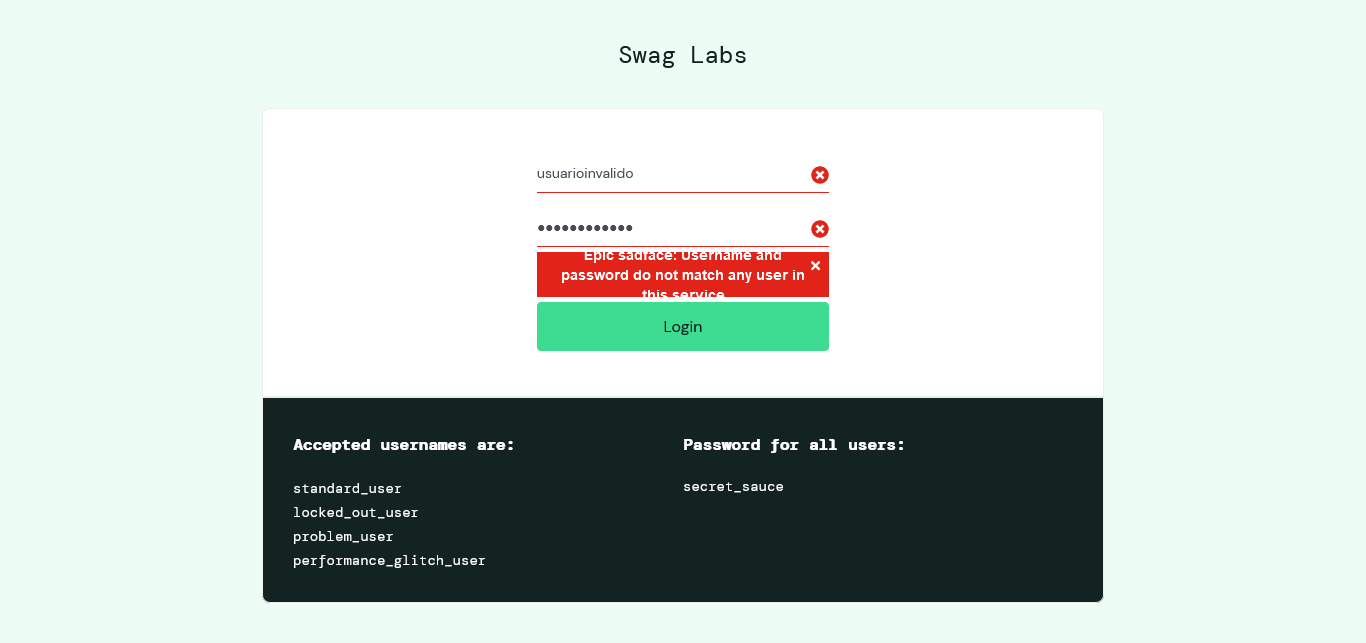 Swag Labs
usuarioinvalido
••••••••••••
Epic sadface: Username and
password do not match any user in
this service
Login
Accepted usernames are:
standard_user
locked_out_user
problem_user
performance_glitch_user
Password for all users:
secret_sauce